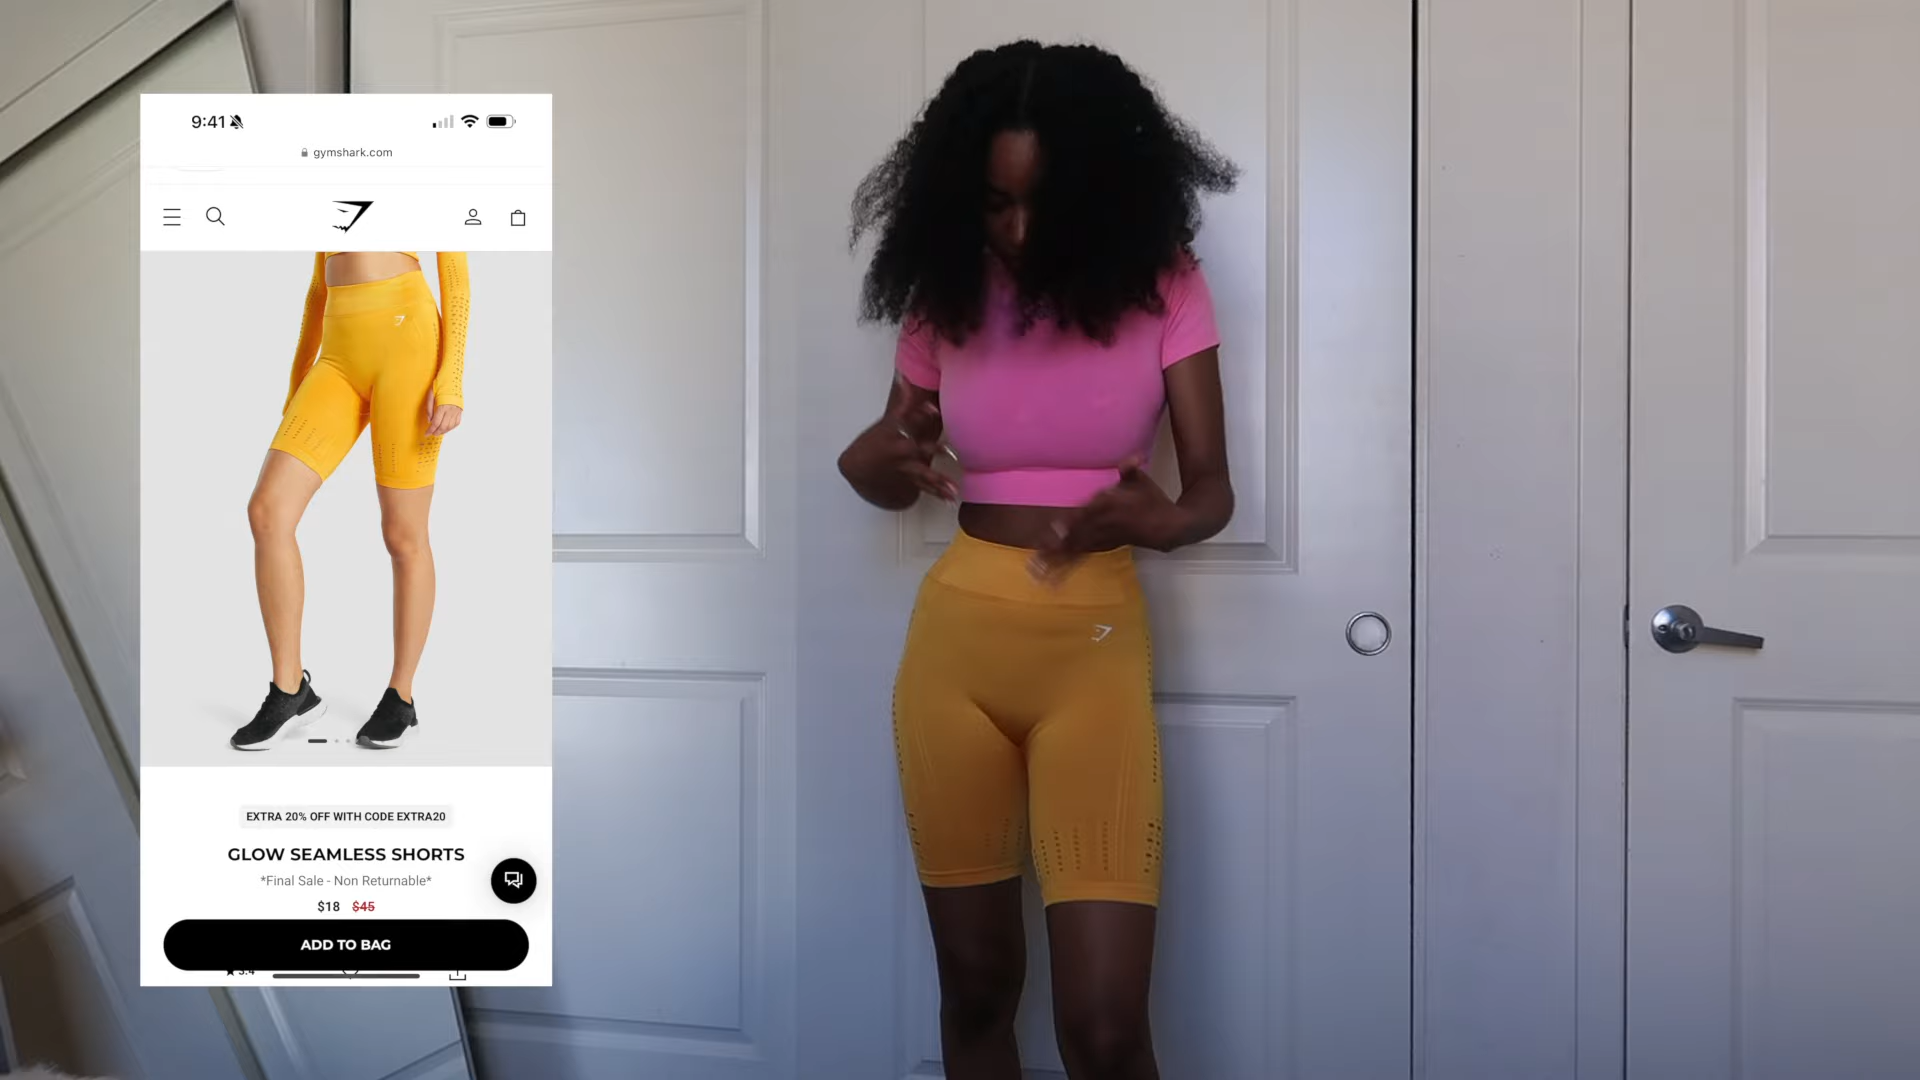 9:41
gymshark.com
EXTRA 20% OFF WITH CODE EXTRA20
GLOW SEAMLESS SHORTS
*Final Sale - Non Returnable*
$18 $45
ADD TO BAG